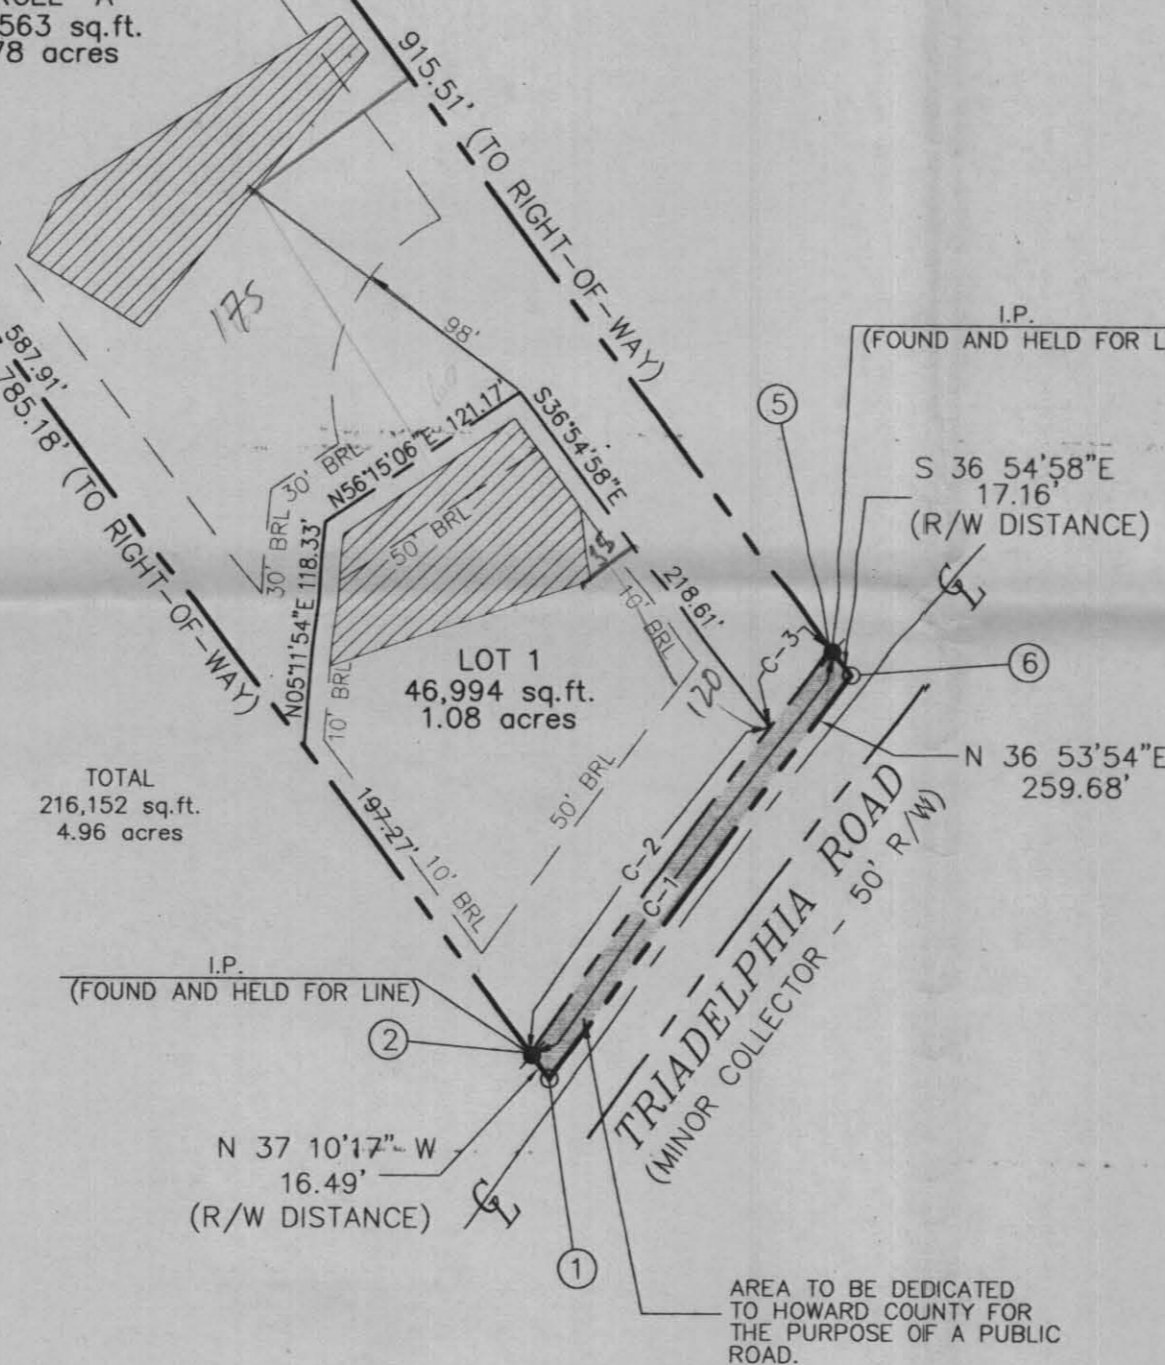 563 sq.ft.
78 acres
915.51' (TO RIGHT-OF-WAY)
175
98'
587.91'
785.18' (TO RIGHT-OF-WAY)
I.P.
(FOUND AND HELD FOR L
5
S 36 54'58"E
17.16'
(R/W DISTANCE)
S36°54'58"E
218.61'
N56°15'06"E 121.17'
30' BRL
30' BRL
50' BRL
N05°11'54"E 118.33'
38
10' BRL
C-3
CL
6
LOT 1
46,994 sq.ft.
1.08 acres
10' BRL
120
N 36 53'54"E
259.68'
TOTAL
216,152 sq.ft.
4.96 acres
50' BRL
197.27'
10' BRL
C-2
C-1
TRIADELPHIA ROAD
(MINOR COLLECTOR - 50' R/W)
I.P.
(FOUND AND HELD FOR LINE)
2
N 37 10'17" W
16.49'
(R/W DISTANCE)
CL
1
AREA TO BE DEDICATED
TO HOWARD COUNTY FOR
THE PURPOSE OF A PUBLIC
ROAD.